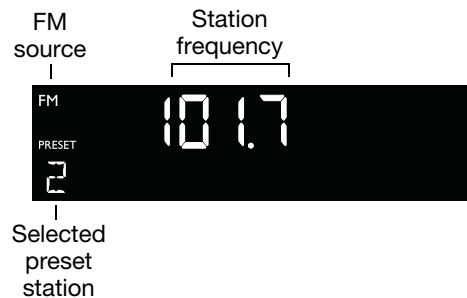 FM
source
Station
frequency
FM
101.7
PRESET
2
Selected
preset
station